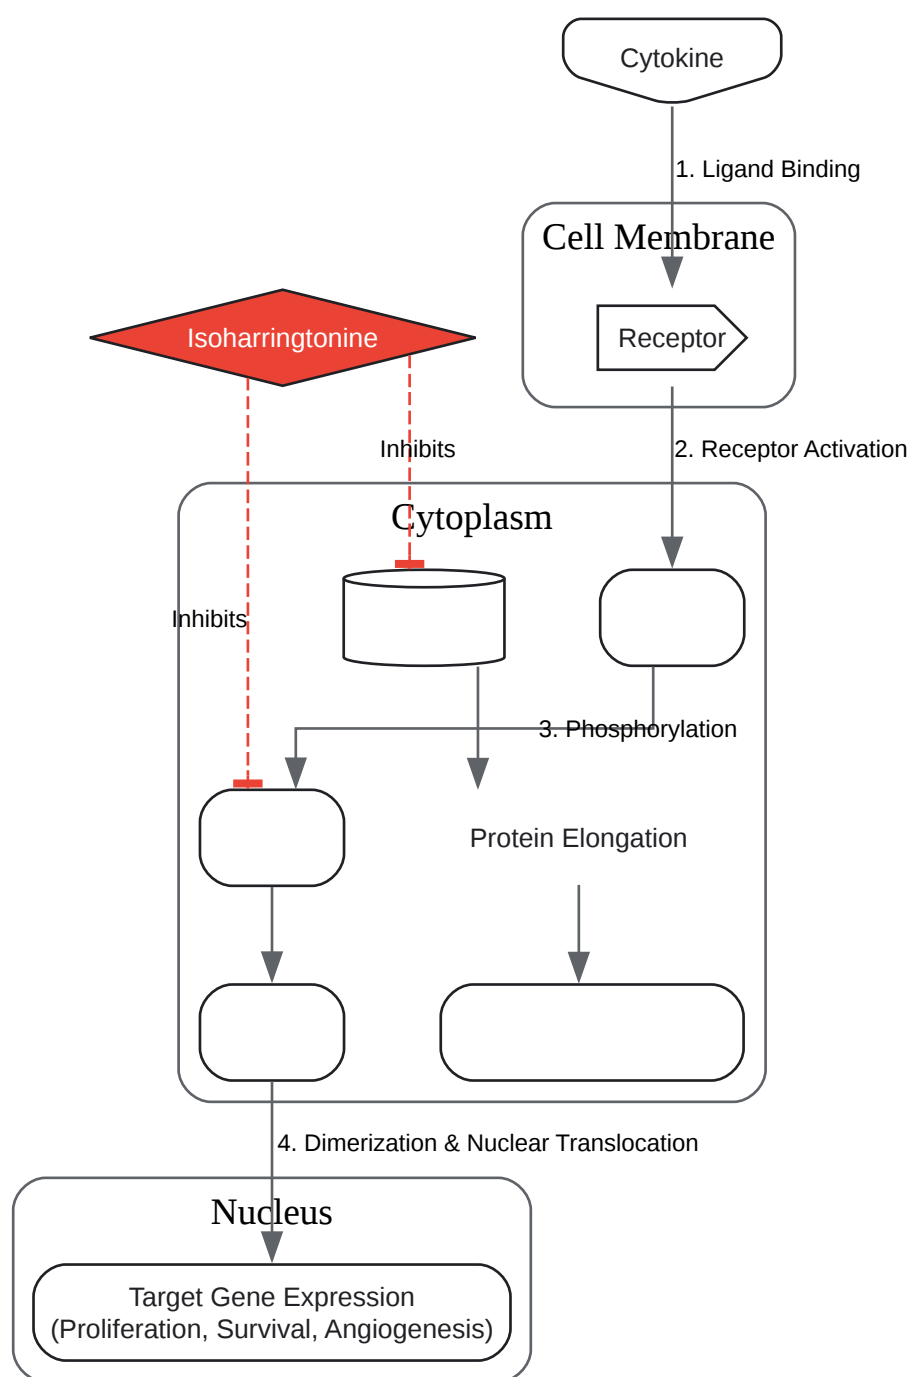 Cytokine
1. Ligand Binding
Cell Membrane
Isoharringtonine
Receptor
Inhibits
2. Receptor Activation
Cytoplasm
Inhibits
3. Phosphorylation
Protein Elongation
4. Dimerization & Nuclear Translocation
Nucleus
Target Gene Expression
(Proliferation, Survival, Angiogenesis)